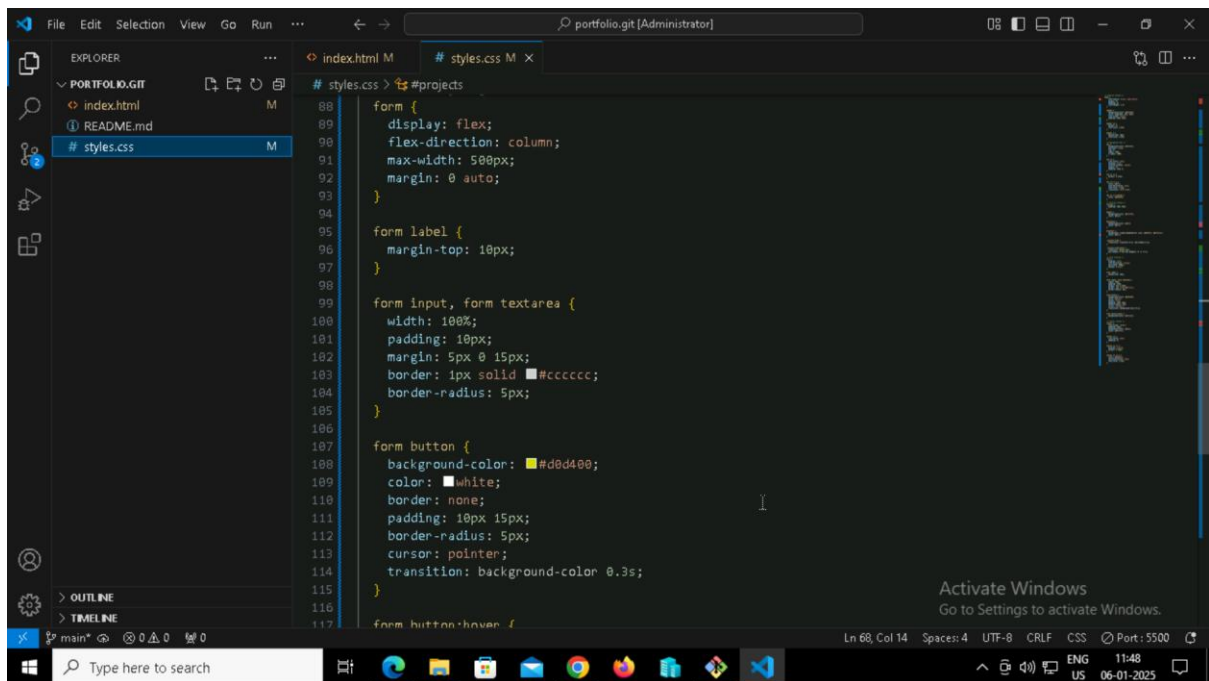 File Edit Selection View Go Run ··· portfolio.git [Administrator]
EXPLORER ···
PORTFOLIO.GIT
index.html M
README.md
# styles.css M
OUTLINE
TIMELINE
index.html M # styles.css M
# styles.css > #projects
88 form {
89 display: flex;
90 flex-direction: column;
91 max-width: 500px;
92 margin: 0 auto;
93 }
94
95 form label {
96 margin-top: 10px;
97 }
98
99 form input, form textarea {
100 width: 100%;
101 padding: 10px;
102 margin: 5px 0 15px;
103 border: 1px solid #cccccc;
104 border-radius: 5px;
105 }
106
107 form button {
108 background-color: #d0d400;
109 color: white;
110 border: none;
111 padding: 10px 15px;
112 border-radius: 5px;
113 cursor: pointer;
114 transition: background-color 0.3s;
115 }
116
117 form button:hover {
Activate Windows
Go to Settings to activate Windows.
main* 0 0 0 Ln 68, Col 14 Spaces: 4 UTF-8 CRLF CSS Port : 5500
Type here to search ENG 11:48
US 06-01-2025
2